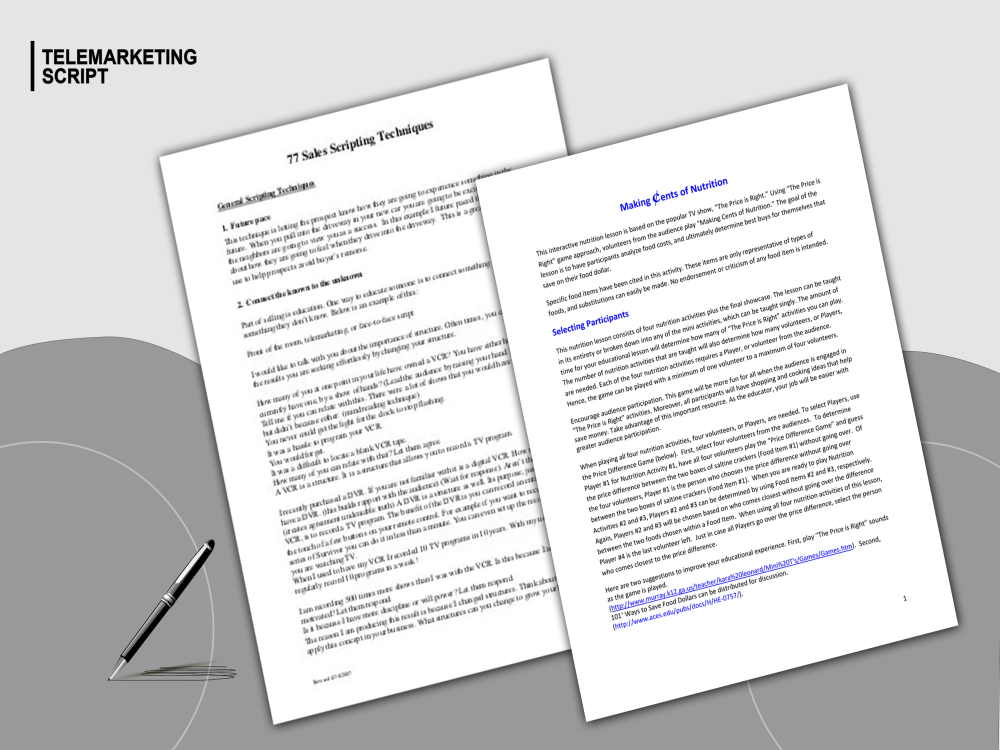 TELEMARKETING
SCRIPT
77 Sales Scripting Techniques
General Scripting Techniques
1. Future pace
This technique is letting the prospect know how they are going to experience something in the
future. When you pull into the driveway in your new car you are going to be
the neighbors are going to view you as a success. In this example I future paced
about how they are going to feel when they drive into the driveway. This is a
use to help prospects avoid buyer's remorse.
2. Connect the known to the unknown
Part of selling is education. One way to educate someone is to connect something
something they don't know. Below is an example of this:
Front of the room, telemarketing, or face-to-face script
I would like to talk with you about the importance of structure. Often times, you
the results you are seeking effortlessly by changing your structure.
How many of you at one point in your life have owned a VCR? You have either
currently have one, by a show of hands? (Lead the audience by raising your hand
Tell me if you can relate with this. There were a lot of shows that you would have
but didn't because either: (mindreading technique)
You never could get the light for the clock to stop flashing.
It was a hassle to program your VCR.
You would forget.
It was a difficult to locate a blank VCR tape.
How many of you can relate with that? Let them agree
A VCR is a structure. It is a structure that allows you to record a TV program.
I recently purchased a DVR. If you are not familiar with it is a digital VCR. How
have a DVR. (this builds rapport with the audience) (Wait for response). Aren't
(creates agreement/undeniable truth) A DVR is a structure as well. Its purpose, just
VCR, is to record a TV program. The benefit of the DVR is you can record an
the touch of a few buttons on your remote control. For example if you want to
series of Survivor you can do it in less than a minute. You can even set up the
you are watching TV.
When I used to have my VCR I recorded 10 TV programs in 10 years. With my
regularly record 10 programs in a week!
I am recording 500 times more shows than I was with the VCR. Is this because I
motivated? Let them respond
Is it because I have more discipline or will power? Let them respond.
The reason I am producing this result is because I changed structures. Think about
apply this concept in your business. What structures can you change to grow your
Making ₵ents of Nutrition
This interactive nutrition lesson is based on the popular TV show, "The Price is Right." Using "The Price is
Right" game approach, volunteers from the audience play "Making Cents of Nutrition." The goal of the
lesson is to have participants analyze food costs, and ultimately determine best buys for themselves that
save on their food dollar.
Specific food items have been cited in this activity. These items are only representative of types of
foods, and substitutions can easily be made. No endorsement or criticism of any food item is intended.
Selecting Participants
This nutrition lesson consists of four nutrition activities plus the final showcase. The lesson can be taught
in its entirety or broken down into any of the mini activities, which can be taught singly. The amount of
time for your educational lesson will determine how many of "The Price is Right" activities you can play.
The number of nutrition activities that are taught will also determine how many volunteers, or Players,
are needed. Each of the four nutrition activities requires a Player, or volunteer from the audience.
Hence, the game can be played with a minimum of one volunteer to a maximum of four volunteers.
Encourage audience participation. This game will be more fun for all when the audience is engaged in
"The Price is Right" activities. Moreover, all participants will have shopping and cooking ideas that help
save money. Take advantage of this important resource. As the educator, your job will be easier with
greater audience participation.
When playing all four nutrition activities, four volunteers, or Players, are needed. To select Players, use
the Price Difference Game (below). First, select four volunteers from the audiences. To determine
Player #1 for Nutrition Activity #1, have all four volunteers play the "Price Difference Game" and guess
the price difference between the two boxes of saltine crackers (Food Item #1) without going over. Of
the four volunteers, Player #1 is the person who chooses the price difference without going over
between the two boxes of saltine crackers (Food Item #1). When you are ready to play Nutrition
Activities #2 and #3, Players #2 and #3 can be determined by using Food Items #2 and #3, respectively.
Again, Players #2 and #3 will be chosen based on who comes closest without going over the difference
between the two foods chosen within a Food Item. When using all four nutrition activities of this lesson,
Player #4 is the last volunteer left. Just in case all Players go over the price difference, select the person
who comes closest to the price difference.
Here are two suggestions to improve your educational experience. First, play "The Price is Right" sounds
as the game is played.
(http://www.murray.k12.ga.us/teacher/kara%20leonard/Mini%20T's/Games/Games.htm). Second,
101⁺ Ways to Save Food Dollars can be distributed for discussion.
(http://www.aces.edu/pubs/docs/H/HE-0757/).
1